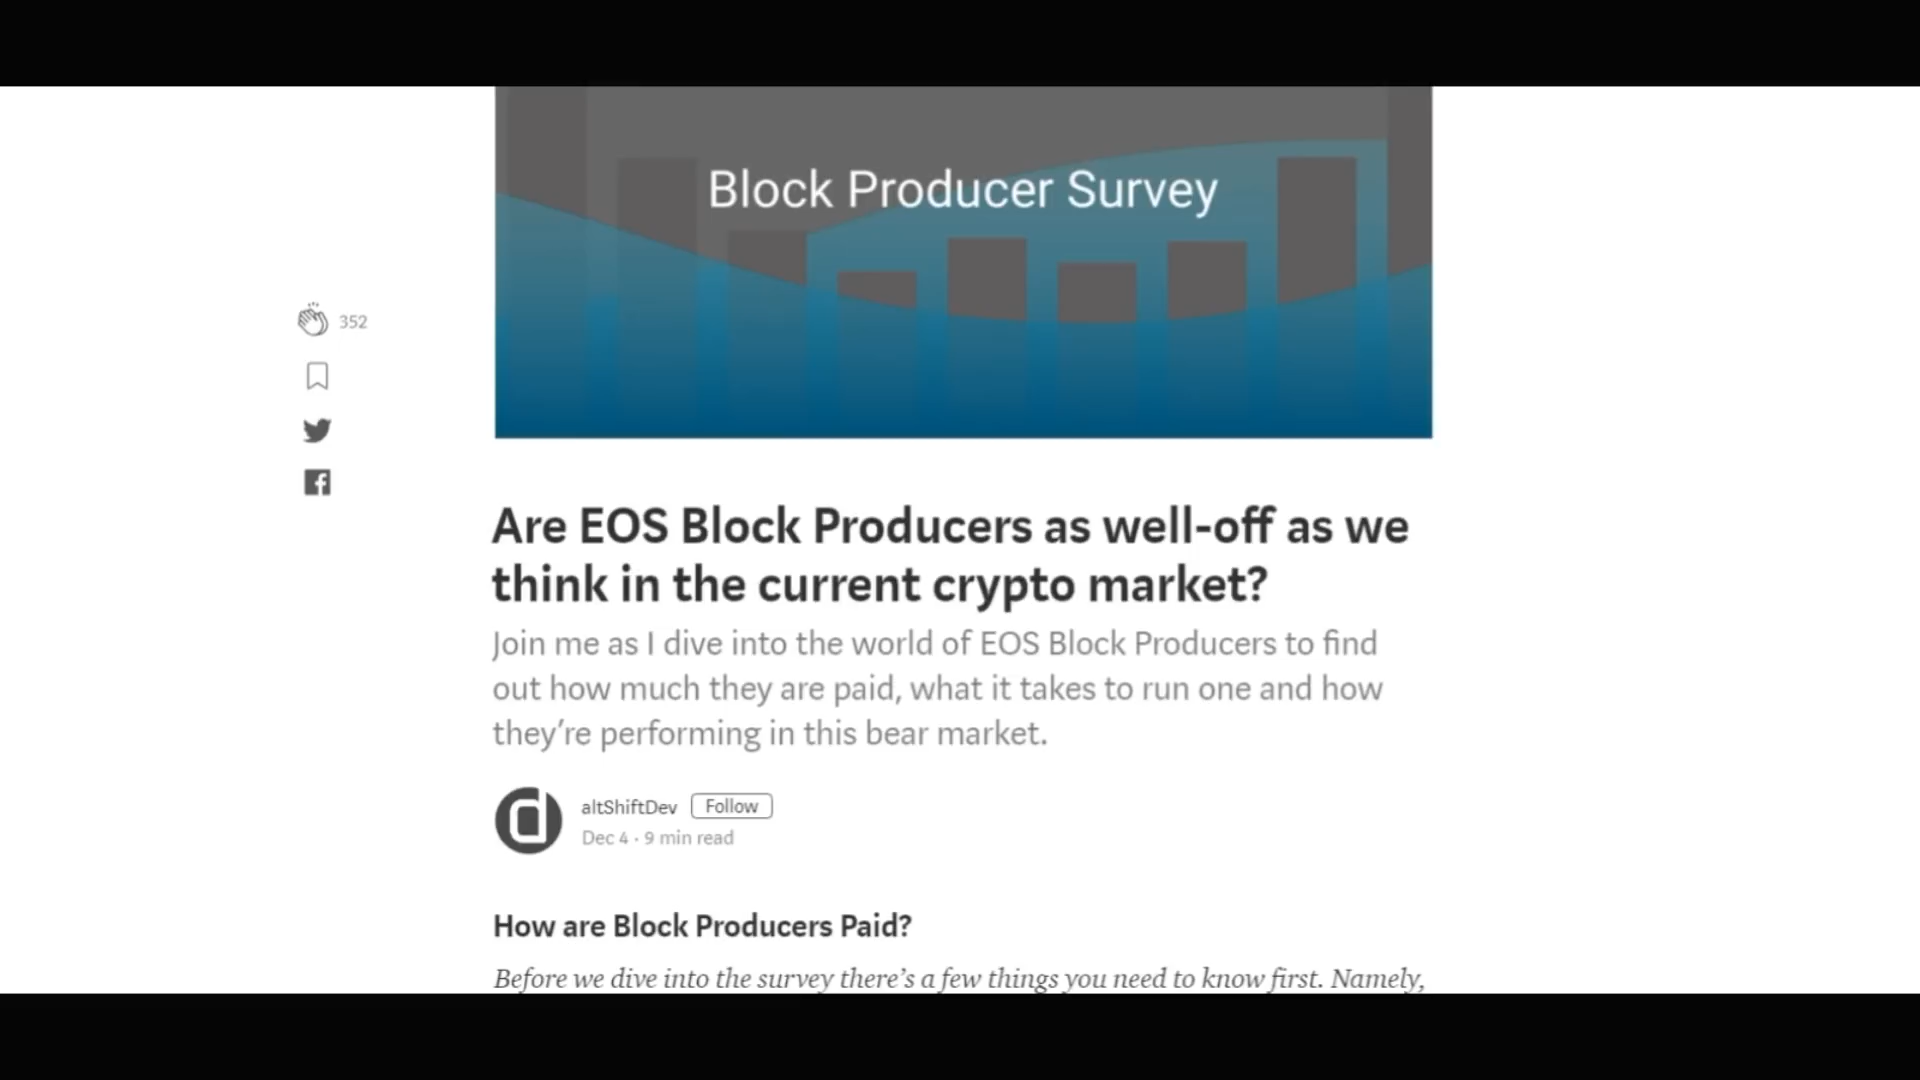 Block Producer Survey
352
Are EOS Block Producers as well-off as we
think in the current crypto market?
Join me as I dive into the world of EOS Block Producers to find
out how much they are paid, what it takes to run one and how
they’re performing in this bear market.
altShiftDev Follow
Dec 4 · 9 min read
How are Block Producers Paid?
Before we dive into the survey there’s a few things you need to know first. Namely,